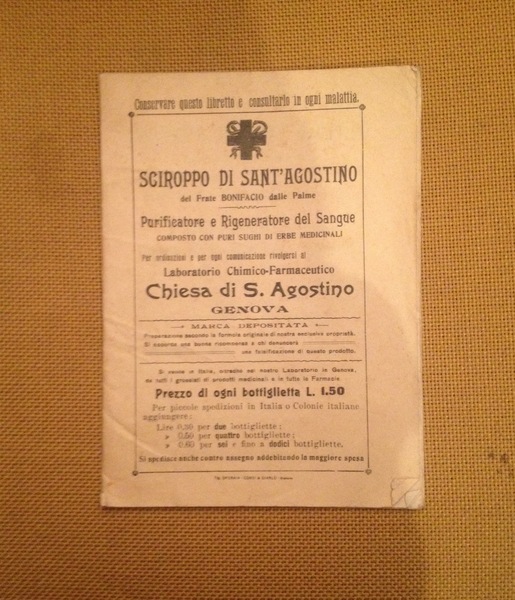 Conservare questo libretto e consultarlo in ogni malattia.
SCIROPPO DI SANT'AGOSTINO
del Frate BONIFACIO dalle Palme
Purificatore e Rigeneratore del Sangue
COMPOSTO CON PURI SUGHI DI ERBE MEDICINALI
Per ordinazioni e per ogni comunicazione rivolgersi al
Laboratorio Chimico-Farmaceutico
Chiesa di S. Agostino
GENOVA
MARCA DEPOSITATA
Preparazione secondo la formola originale di nostra esclusiva proprietà.
Si accorda una buona ricompensa a chi denuncerà
una falsificazione di questo prodotto.
Si vende in Italia, oltreché nel nostro Laboratorio in Genova,
da tutti i grossisti di prodotti medicinali e in tutte le Farmacie
Prezzo di ogni bottiglietta L. 1.50
Per piccole spedizioni in Italia o Colonie italiane
aggiungere:
Lire 0,30 per due bottigliette;
» 0,50 per quattro bottigliette;
» 0,60 per sei e fino a dodici bottigliette.
Si spedisce anche contro assegno addebitando la maggiore spesa